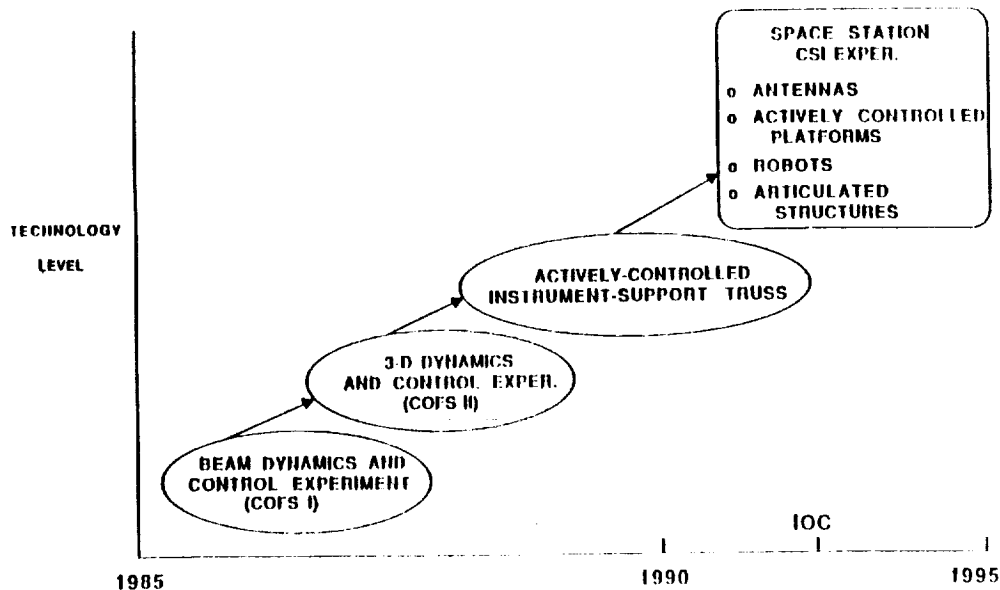 SPACE STATION
CSI EXPER.
o ANTENNAS
o ACTIVELY CONTROLLED
PLATFORMS
o ROBOTS
o ARTICULATED
STRUCTURES
TECHNOLOGY
LEVEL
ACTIVELY-CONTROLLED
INSTRUMENT-SUPPORT TRUSS
3-D DYNAMICS
AND CONTROL EXPER.
(COFS II)
BEAM DYNAMICS AND
CONTROL EXPERIMENT
(COFS I)
IOC
1985
1990
1995